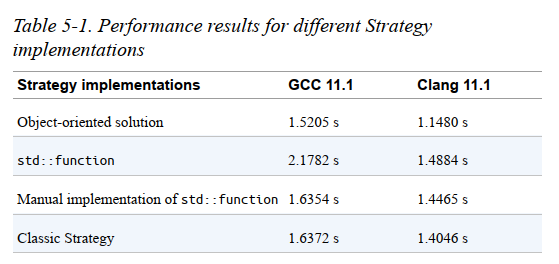 Table 5-1. Performance results for different Strategy
implementations
Strategy implementations GCC 11.1 Clang 11.1
Object-oriented solution 1.5205 s 1.1480 s
std::function 2.1782 s 1.4884 s
Manual implementation of std::function 1.6354 s 1.4465 s
Classic Strategy 1.6372 s 1.4046 s